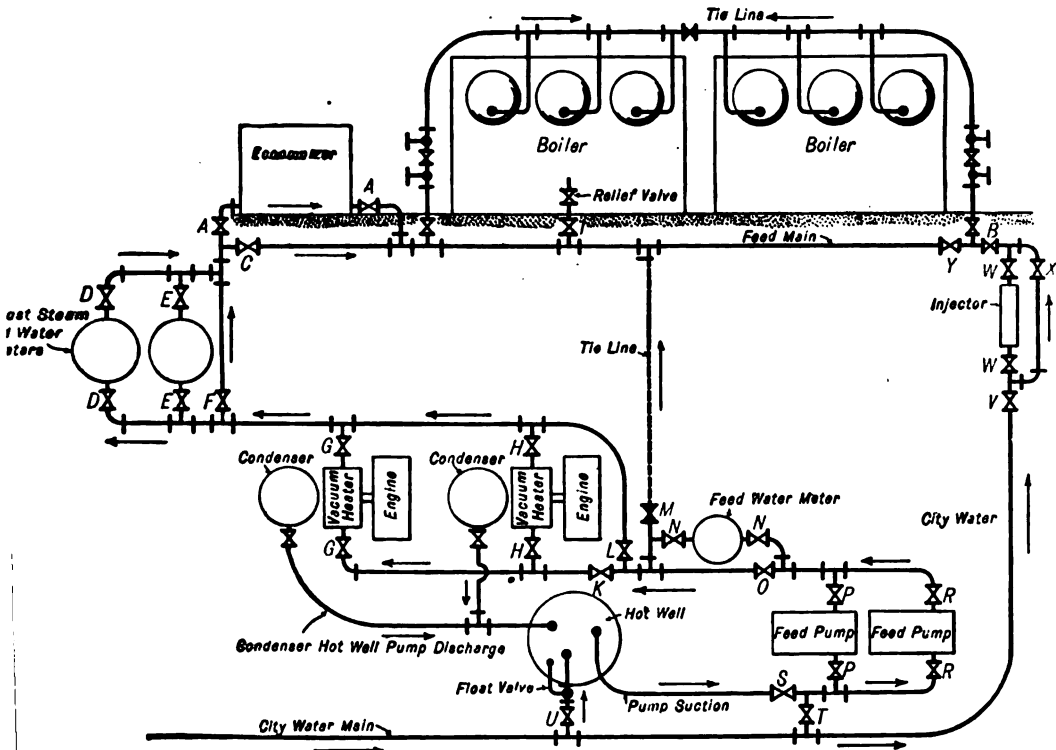 Tie Line
Economizer
Boiler
Boiler
A
A
Relief Valve
I
C
Feed Main
Y
B
W
X
Injector
W
V
D
E
Steam
Water
D
E
F
Tie Line
G
H
Condenser
Condenser
Vacuum Heater
Engine
Vacuum Heater
Engine
M
Feed Water Meter
N
N
City Water
G
H
L
K
O
P
R
Hot Well
Feed Pump
Feed Pump
Condenser Hot Well Pump Discharge
P
R
Float Valve
S
Pump Suction
U
T
City Water Main